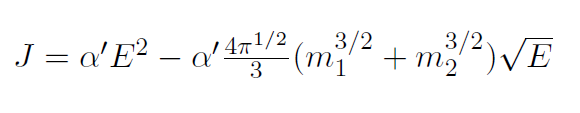 J = α′E² − α′ 4π^{1/2}/3 (m₁^{3/2} + m₂^{3/2})√E